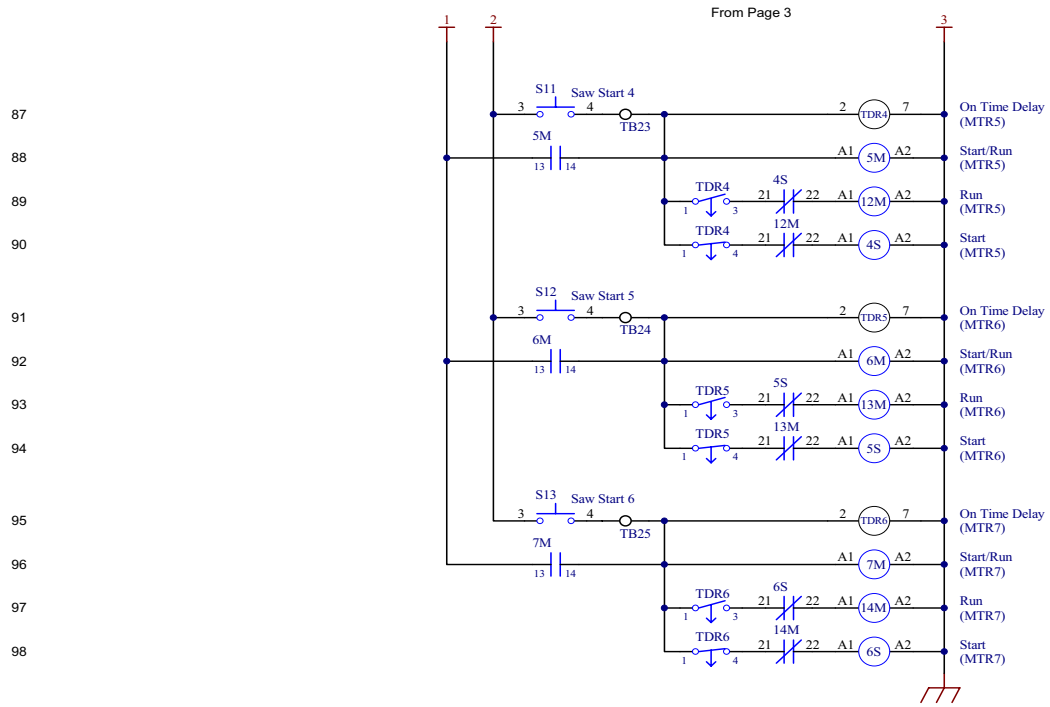 From Page 3
1 2 3
S11 Saw Start 4
87 3 4 TB23 2 TDR4 7 On Time Delay
(MTR5)
5M
88 13 14 A1 5M A2 Start/Run
(MTR5)
TDR4 4S
89 1 3 21 22 A1 12M A2 Run
(MTR5)
TDR4 12M
90 1 4 21 22 A1 4S A2 Start
(MTR5)
S12 Saw Start 5
91 3 4 TB24 2 TDR5 7 On Time Delay
(MTR6)
6M
92 13 14 A1 6M A2 Start/Run
(MTR6)
TDR5 5S
93 1 3 21 22 A1 13M A2 Run
(MTR6)
TDR5 13M
94 1 4 21 22 A1 5S A2 Start
(MTR6)
S13 Saw Start 6
95 3 4 TB25 2 TDR6 7 On Time Delay
(MTR7)
7M
96 13 14 A1 7M A2 Start/Run
(MTR7)
TDR6 6S
97 1 3 21 22 A1 14M A2 Run
(MTR7)
TDR6 14M
98 1 4 21 22 A1 6S A2 Start
(MTR7)